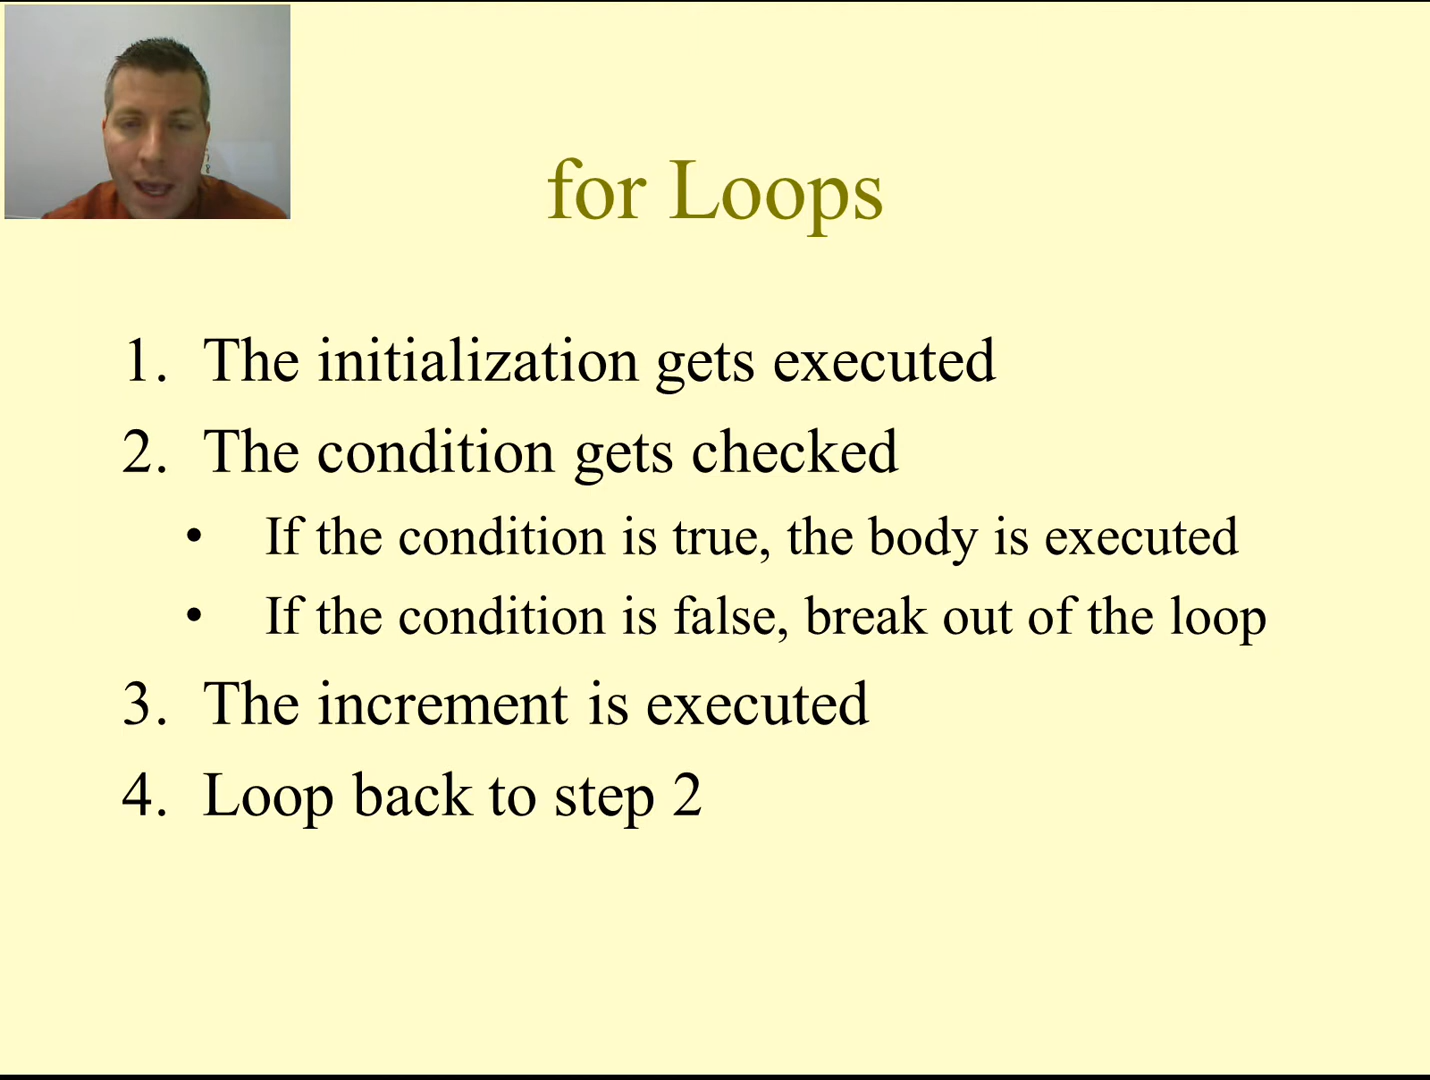 for Loops
1. The initialization gets executed
2. The condition gets checked
• If the condition is true, the body is executed
• If the condition is false, break out of the loop
3. The increment is executed
4. Loop back to step 2